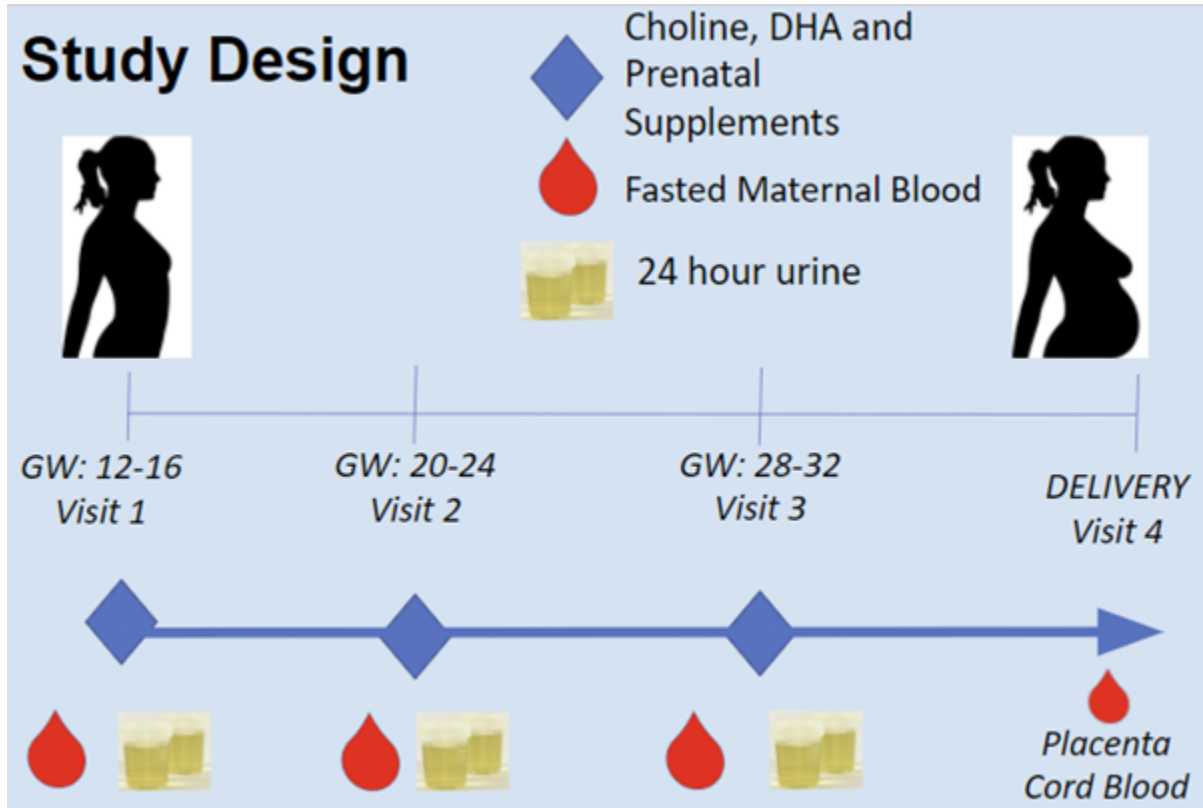 Study Design
Choline, DHA and
Prenatal
Supplements
Fasted Maternal Blood
24 hour urine
GW: 12-16
Visit 1
GW: 20-24
Visit 2
GW: 28-32
Visit 3
DELIVERY
Visit 4
Placenta
Cord Blood